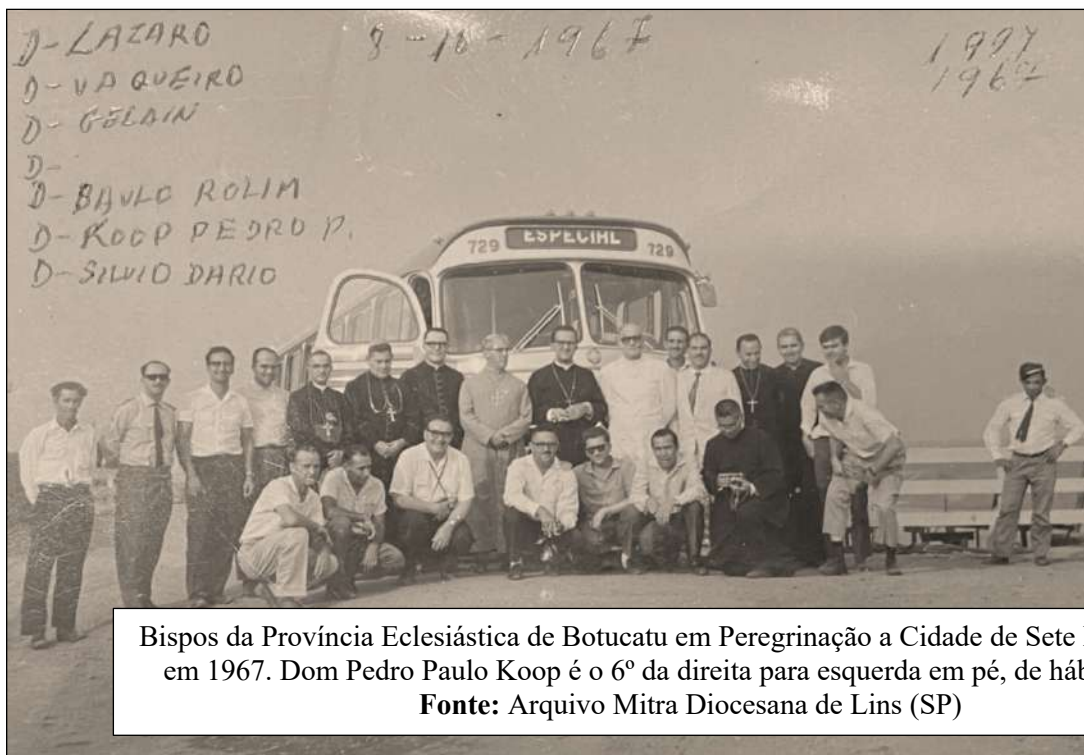 D- LAZARO
D- VAQUEIRO
D- GELAIN
D-
D- PAULO ROLIM
D- KOOP PEDRO P.
D- SILVIO DARIO
8-10-1967
1997
1967
729 ESPECIAL 729
Bispos da Província Eclesiástica de Botucatu em Peregrinação a Cidade de Sete
em 1967. Dom Pedro Paulo Koop é o 6º da direita para esquerda em pé, de háb
Fonte: Arquivo Mitra Diocesana de Lins (SP)